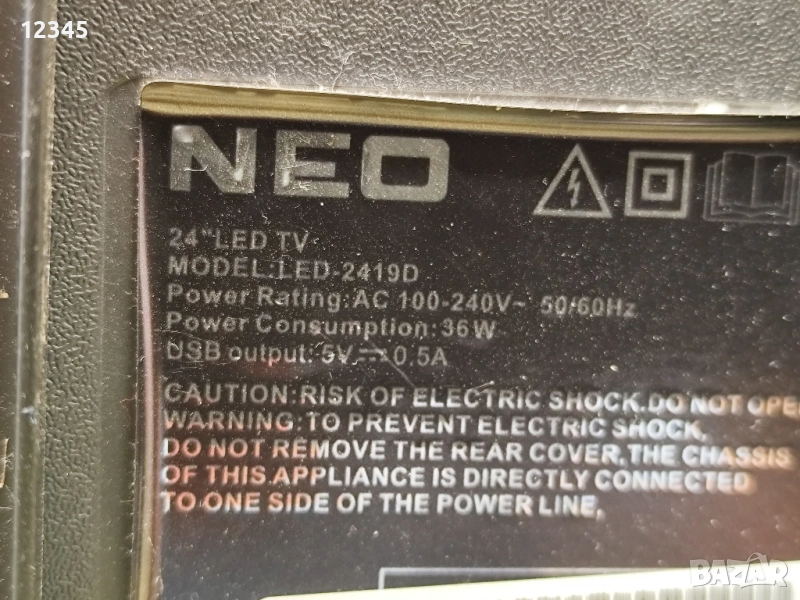 12345
NEO
24"LED TV
MODEL:LED-2419D
Power Rating:AC 100-240V~ 50/60Hz
Power Consumption:36W
USB output: 5V⎓0.5A
CAUTION:RISK OF ELECTRIC SHOCK.DO NOT OPE
WARNING:TO PREVENT ELECTRIC SHOCK,
DO NOT REMOVE THE REAR COVER.THE CHASSIS
OF THIS APPLIANCE IS DIRECTLY CONNECTED
TO ONE SIDE OF THE POWER LINE,
BAZAR